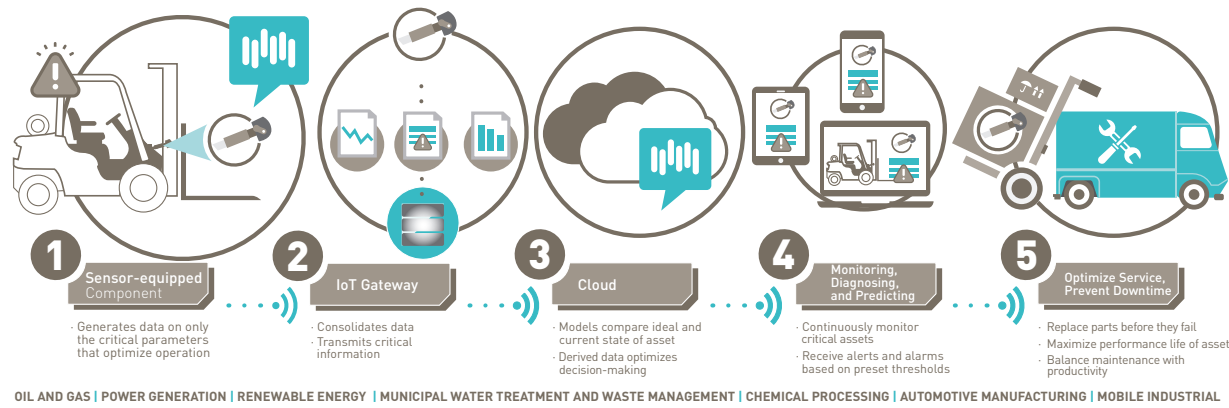 1
Sensor-equipped
Component
· Generates data on only
the critical parameters
that optimize operation
2
IoT Gateway
· Consolidates data
· Transmits critical
information
3
Cloud
· Models compare ideal and
current state of asset
· Derived data optimizes
decision-making
4
Monitoring,
Diagnosing,
and Predicting
· Continuously monitor
critical assets
· Receive alerts and alarms
based on preset thresholds
5
Optimize Service,
Prevent Downtime
· Replace parts before they fail
· Maximize performance life of asset
· Balance maintenance with
productivity
OIL AND GAS | POWER GENERATION | RENEWABLE ENERGY | MUNICIPAL WATER TREATMENT AND WASTE MANAGEMENT | CHEMICAL PROCESSING | AUTOMOTIVE MANUFACTURING | MOBILE INDUSTRIAL